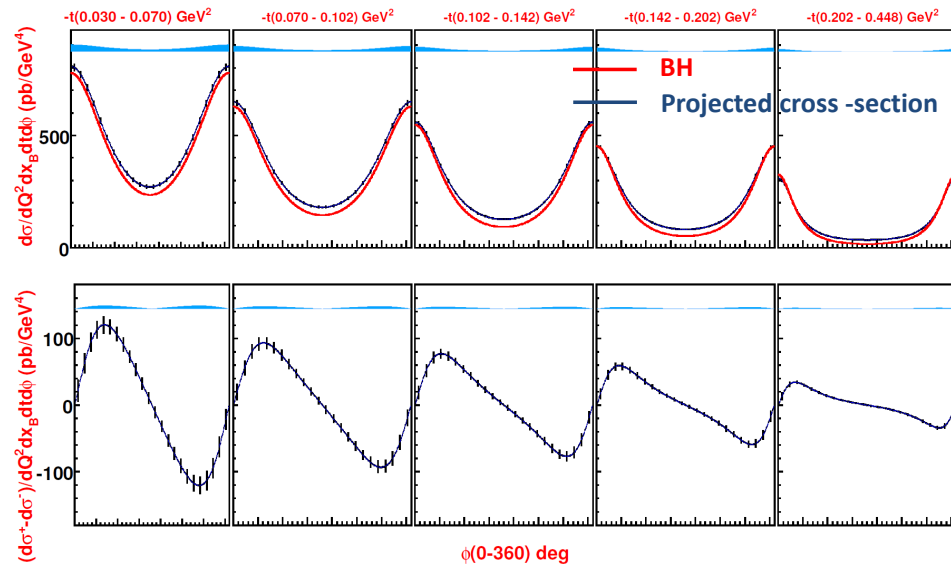 -t(0.030 - 0.070) GeV² -t(0.070 - 0.102) GeV² -t(0.102 - 0.142) GeV² -t(0.142 - 0.202) GeV² -t(0.202 - 0.448) GeV²
BH
Projected cross -section
dσ/dQ²dx_Bdtdϕ (pb/GeV⁴)
500
0
(dσ⁺-dσ⁻)/dQ²dx_Bdtdϕ (pb/GeV⁴)
100
0
-100
ϕ(0-360) deg